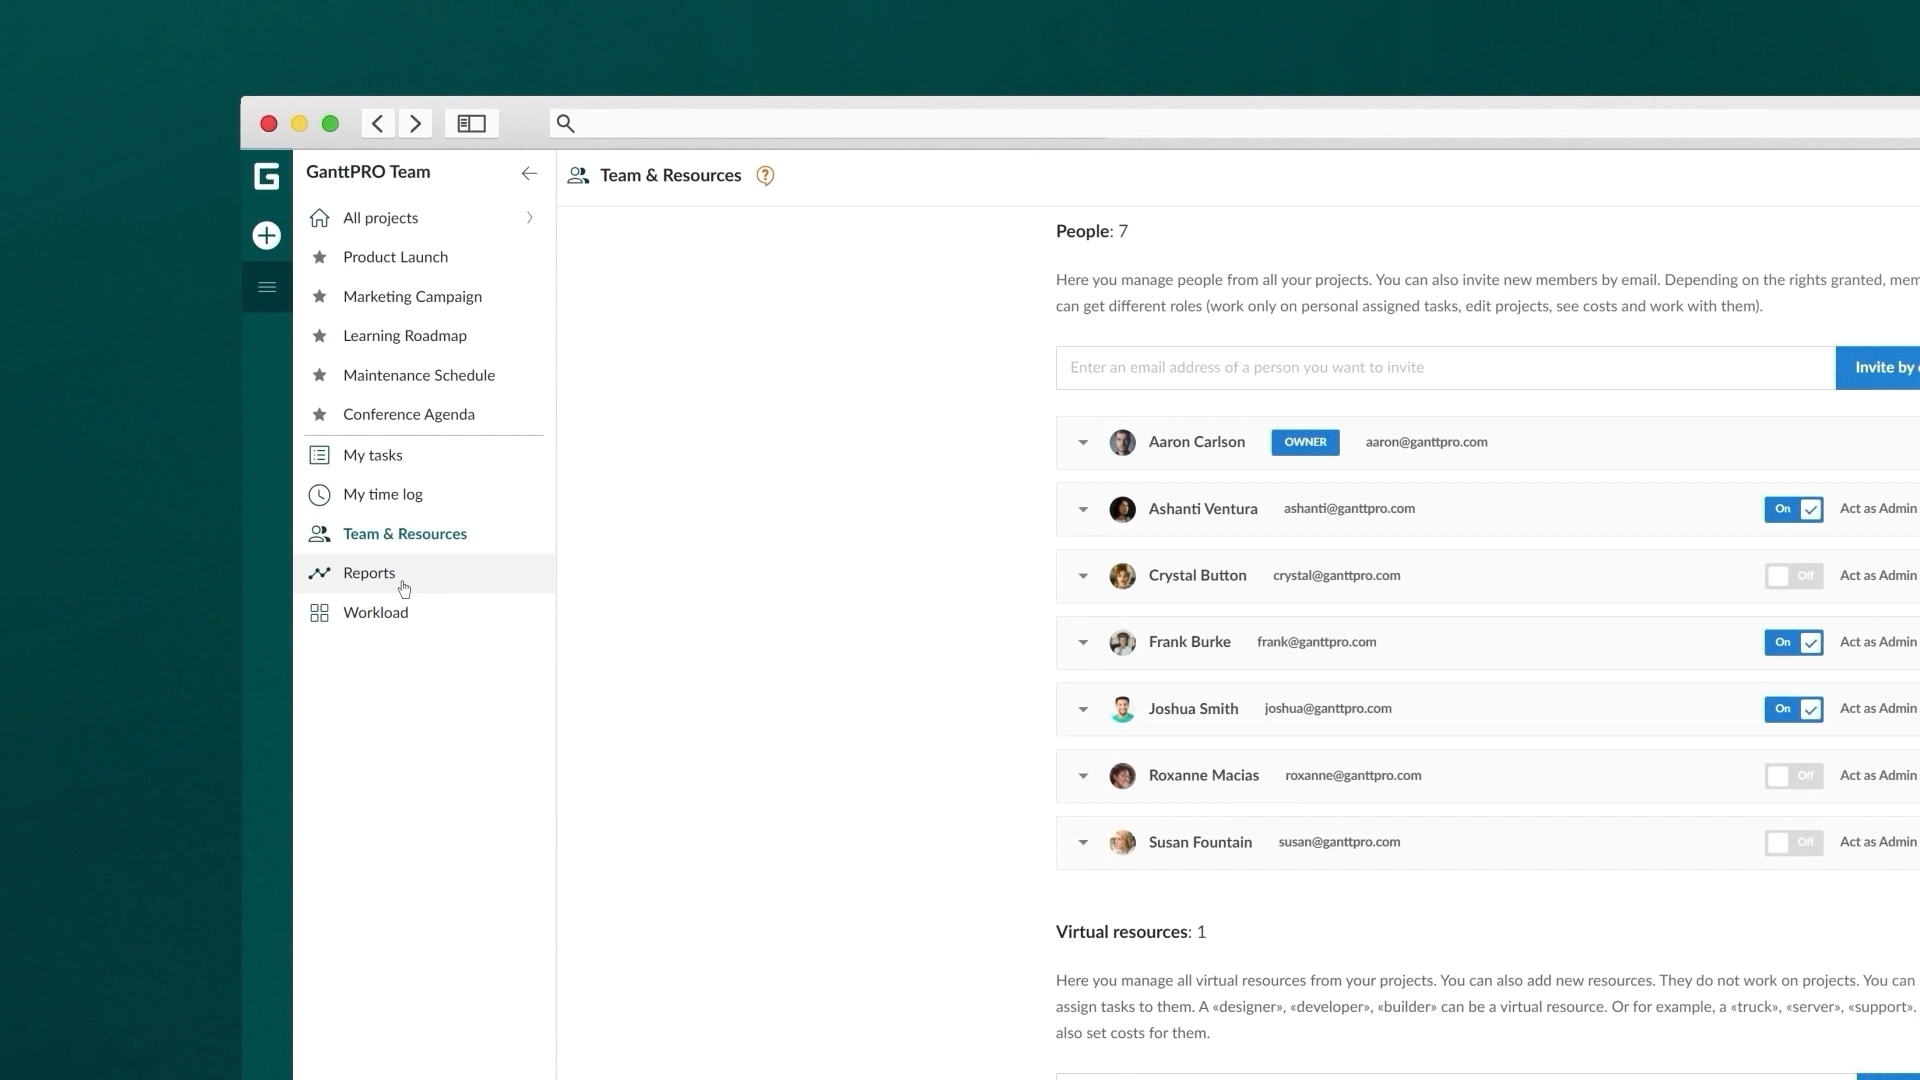 GanttPRO Team
All projects
Product Launch
Marketing Campaign
Learning Roadmap
Maintenance Schedule
Conference Agenda
My tasks
My time log
Team & Resources
Reports
Workload
Team & Resources
People: 7
Here you manage people from all your projects. You can also invite new members by email. Depending on the rights granted,
can get different roles (work only on personal assigned tasks, edit projects, see costs and work with them).
Enter an email address of a person you want to invite
Invite by
Aaron Carlson OWNER aaron@ganttpro.com
Ashanti Ventura ashanti@ganttpro.com On Act as Admin
Crystal Button crystal@ganttpro.com Off Act as Admin
Frank Burke frank@ganttpro.com On Act as Admin
Joshua Smith joshua@ganttpro.com On Act as Admin
Roxanne Macias roxanne@ganttpro.com Off Act as Admin
Susan Fountain susan@ganttpro.com Off Act as Admin
Virtual resources: 1
Here you manage all virtual resources from your projects. You can also add new resources. They do not work on projects. You can
assign tasks to them. A «designer», «developer», «builder» can be a virtual resource. Or for example, a «truck», «server», «support».
also set costs for them.